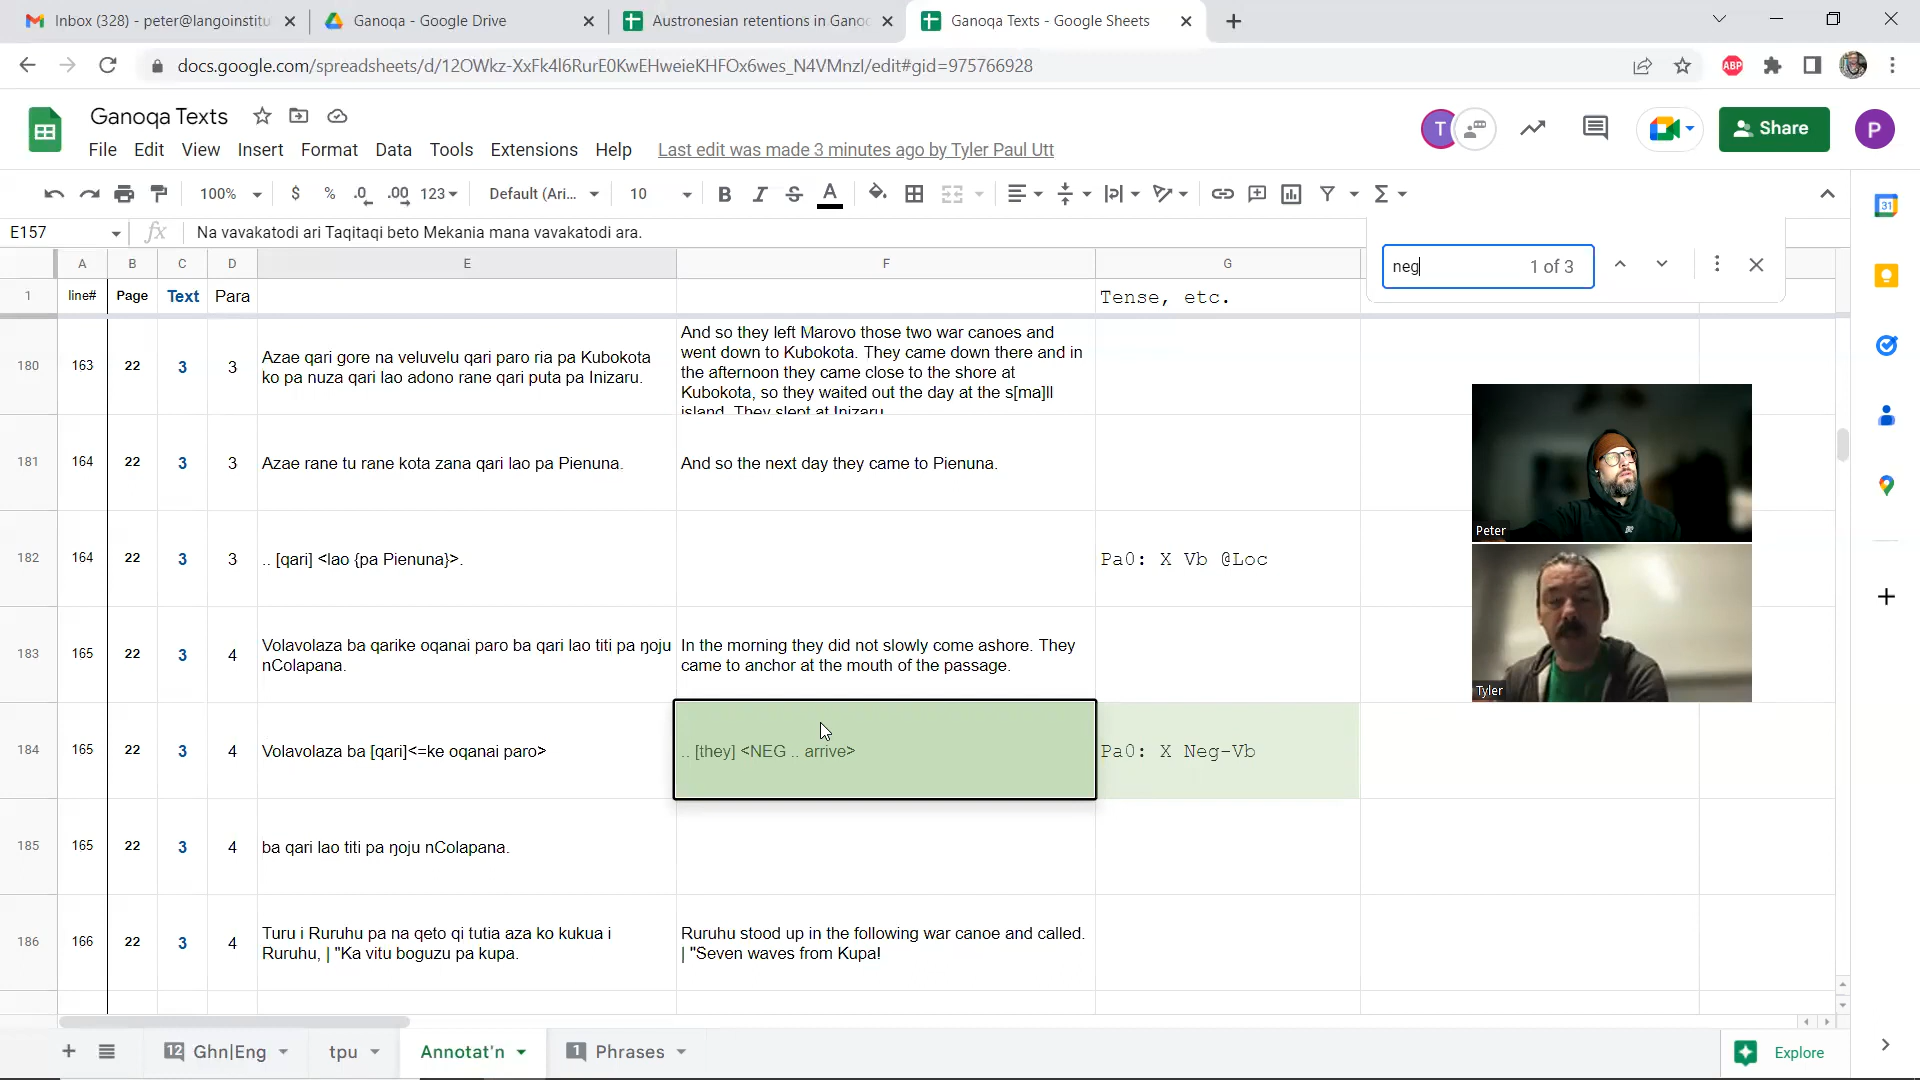 Inbox (328) - peter@langoinstitu
Ganoqa - Google Drive
Austronesian retentions in Gano
Ganoqa Texts - Google Sheets
docs.google.com/spreadsheets/d/12OWkz-XxFk4l6RurE0KwEHweieKHFOx6wes_N4VMnzI/edit#gid=975766928
ABP
Ganoqa Texts
T
Share
P
File Edit View Insert Format Data Tools Extensions Help Last edit was made 3 minutes ago by Tyler Paul Utt
100% $ % .0 .00 123 Default (Ari... 10 B I S A
31
E157 fx Na vavakatodi ari Taqitaqi beto Mekania mana vavakatodi ara.
neg 1 of 3
A B C D E F G
1 line# Page Text Para Tense, etc.
180 163 22 3 3 Azae qari gore na veluvelu qari paro ria pa Kubokota
ko pa nuza qari lao adono rane qari puta pa Inizaru.
And so they left Marovo those two war canoes and
went down to Kubokota. They came down there and in
the afternoon they came close to the shore at
Kubokota, so they waited out the day at the s[ma]ll
island. They slept at Inizaru.
181 164 22 3 3 Azae rane tu rane kota zana qari lao pa Pienuna. And so the next day they came to Pienuna.
182 164 22 3 3 .. [qari] <lao {pa Pienuna}>. Pa0: X Vb @Loc
183 165 22 3 4 Volavolaza ba qarike oqanai paro ba qari lao titi pa ŋoju
nColapana.
In the morning they did not slowly come ashore. They
came to anchor at the mouth of the passage.
184 165 22 3 4 Volavolaza ba [qari]<=ke oqanai paro> .. [they] <NEG .. arrive> Pa0: X Neg-Vb
185 165 22 3 4 ba qari lao titi pa ŋoju nColapana.
186 166 22 3 4 Turu i Ruruhu pa na qeto qi tutia aza ko kukua i
Ruruhu, | "Ka vitu boguzu pa kupa.
Ruruhu stood up in the following war canoe and called.
| "Seven waves from Kupa!
Peter
Tyler
12 Ghn|Eng tpu Annotat'n 1 Phrases Explore